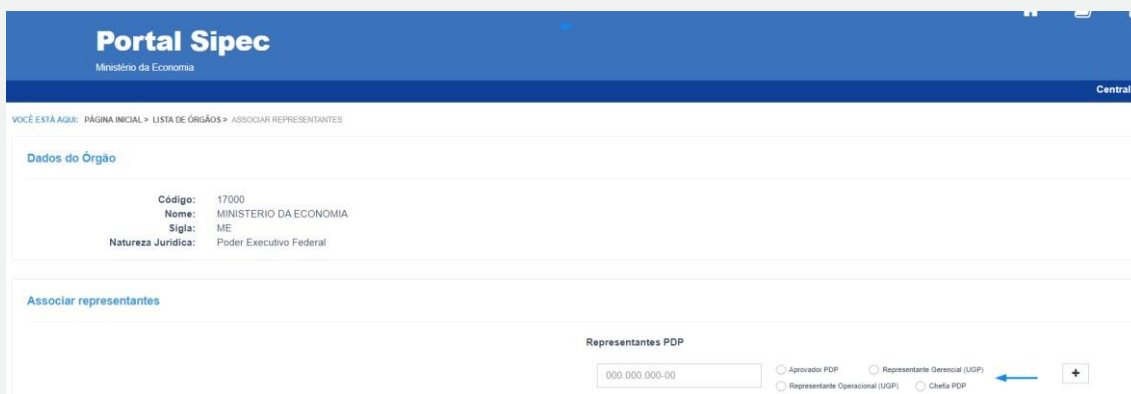 Portal Sipec
Ministério da Economia
Central
VOCÊ ESTÁ AQUI: PÁGINA INICIAL > LISTA DE ÓRGÃOS > ASSOCIAR REPRESENTANTES
Dados do Órgão
Código: 17000
Nome: MINISTERIO DA ECONOMIA
Sigla: ME
Natureza Jurídica: Poder Executivo Federal
Associar representantes
Representantes PDP
000.000.000-00 Aprovador PDP Representante Gerencial (UGP) +
Representante Operacional (UGP) Chefia PDP